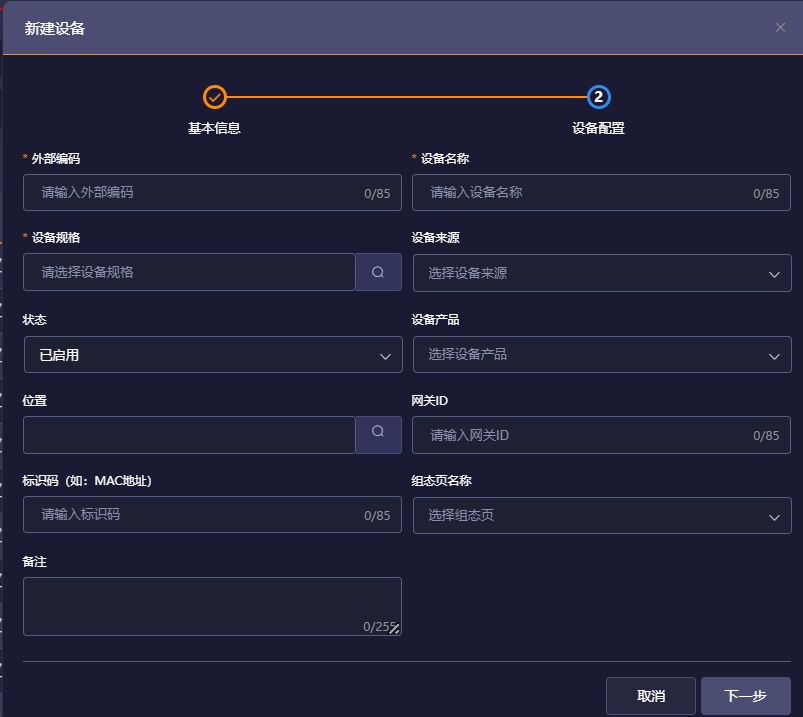 新建设备
2
基本信息 设备配置
* 外部编码 * 设备名称
请输入外部编码 0/85 请输入设备名称 0/85
* 设备规格 设备来源
请选择设备规格 选择设备来源
状态 设备产品
已启用 选择设备产品
位置 网关ID
请输入网关ID 0/85
标识码（如：MAC地址） 组态页名称
请输入标识码 0/85 选择组态页
备注
0/255
取消 下一步